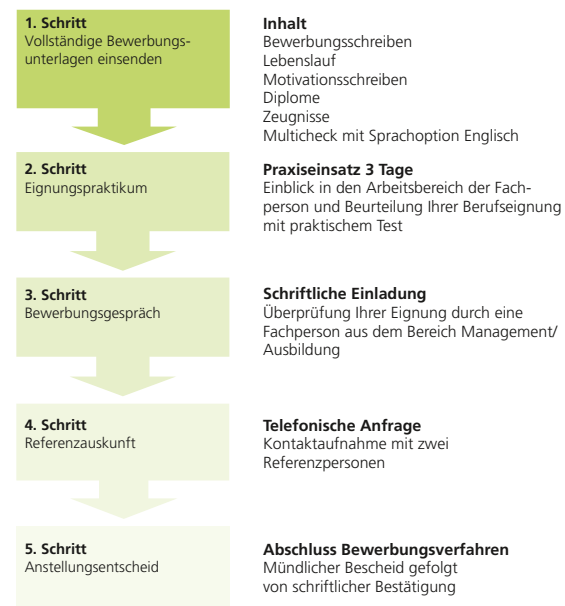 1. Schritt
Vollständige Bewerbungs-
unterlagen einsenden
Inhalt
Bewerbungsschreiben
Lebenslauf
Motivationsschreiben
Diplome
Zeugnisse
Multicheck mit Sprachoption Englisch
2. Schritt
Eignungspraktikum
Praxiseinsatz 3 Tage
Einblick in den Arbeitsbereich der Fach-
person und Beurteilung Ihrer Berufseignung
mit praktischem Test
3. Schritt
Bewerbungsgespräch
Schriftliche Einladung
Überprüfung Ihrer Eignung durch eine
Fachperson aus dem Bereich Management/
Ausbildung
4. Schritt
Referenzauskunft
Telefonische Anfrage
Kontaktaufnahme mit zwei
Referenzpersonen
5. Schritt
Anstellungsentscheid
Abschluss Bewerbungsverfahren
Mündlicher Bescheid gefolgt
von schriftlicher Bestätigung